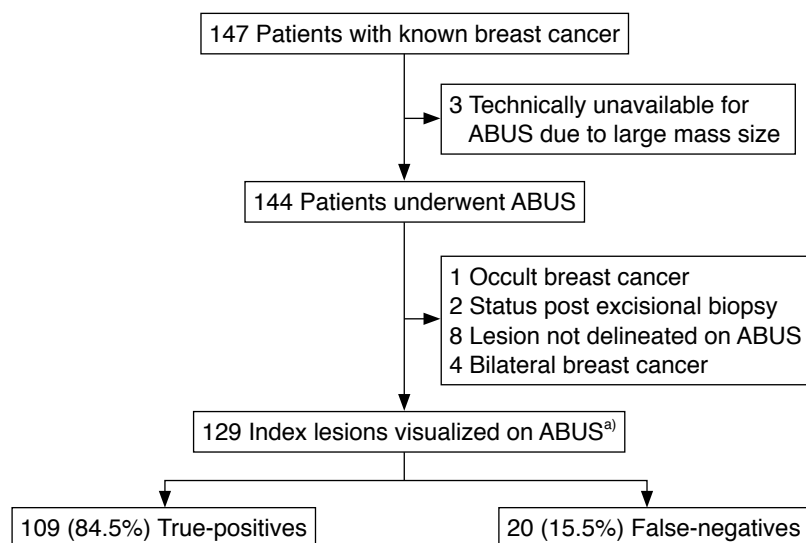 147 Patients with known breast cancer
3 Technically unavailable for
ABUS due to large mass size
144 Patients underwent ABUS
1 Occult breast cancer
2 Status post excisional biopsy
8 Lesion not delineated on ABUS
4 Bilateral breast cancer
129 Index lesions visualized on ABUSa)
109 (84.5%) True-positives
20 (15.5%) False-negatives